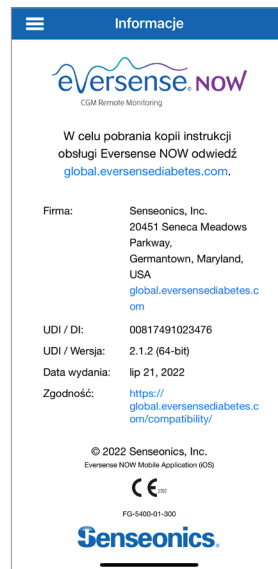 Informacje
eversense® NOW
CGM Remote Monitoring
W celu pobrania kopii instrukcji
obsługi Eversense NOW odwiedź
global.eversensediabetes.com.
Firma: Senseonics, Inc.
20451 Seneca Meadows
Parkway,
Germantown, Maryland,
USA
global.eversensediabetes.c
om
UDI / DI: 00817491023476
UDI / Wersja: 2.1.2 (64-bit)
Data wydania: lip 21, 2022
Zgodność: https://
global.eversensediabetes.c
om/compatibility/
© 2022 Senseonics, Inc.
Eversense NOW Mobile Application (iOS)
CE 2797
FG-5400-01-300
Senseonics.